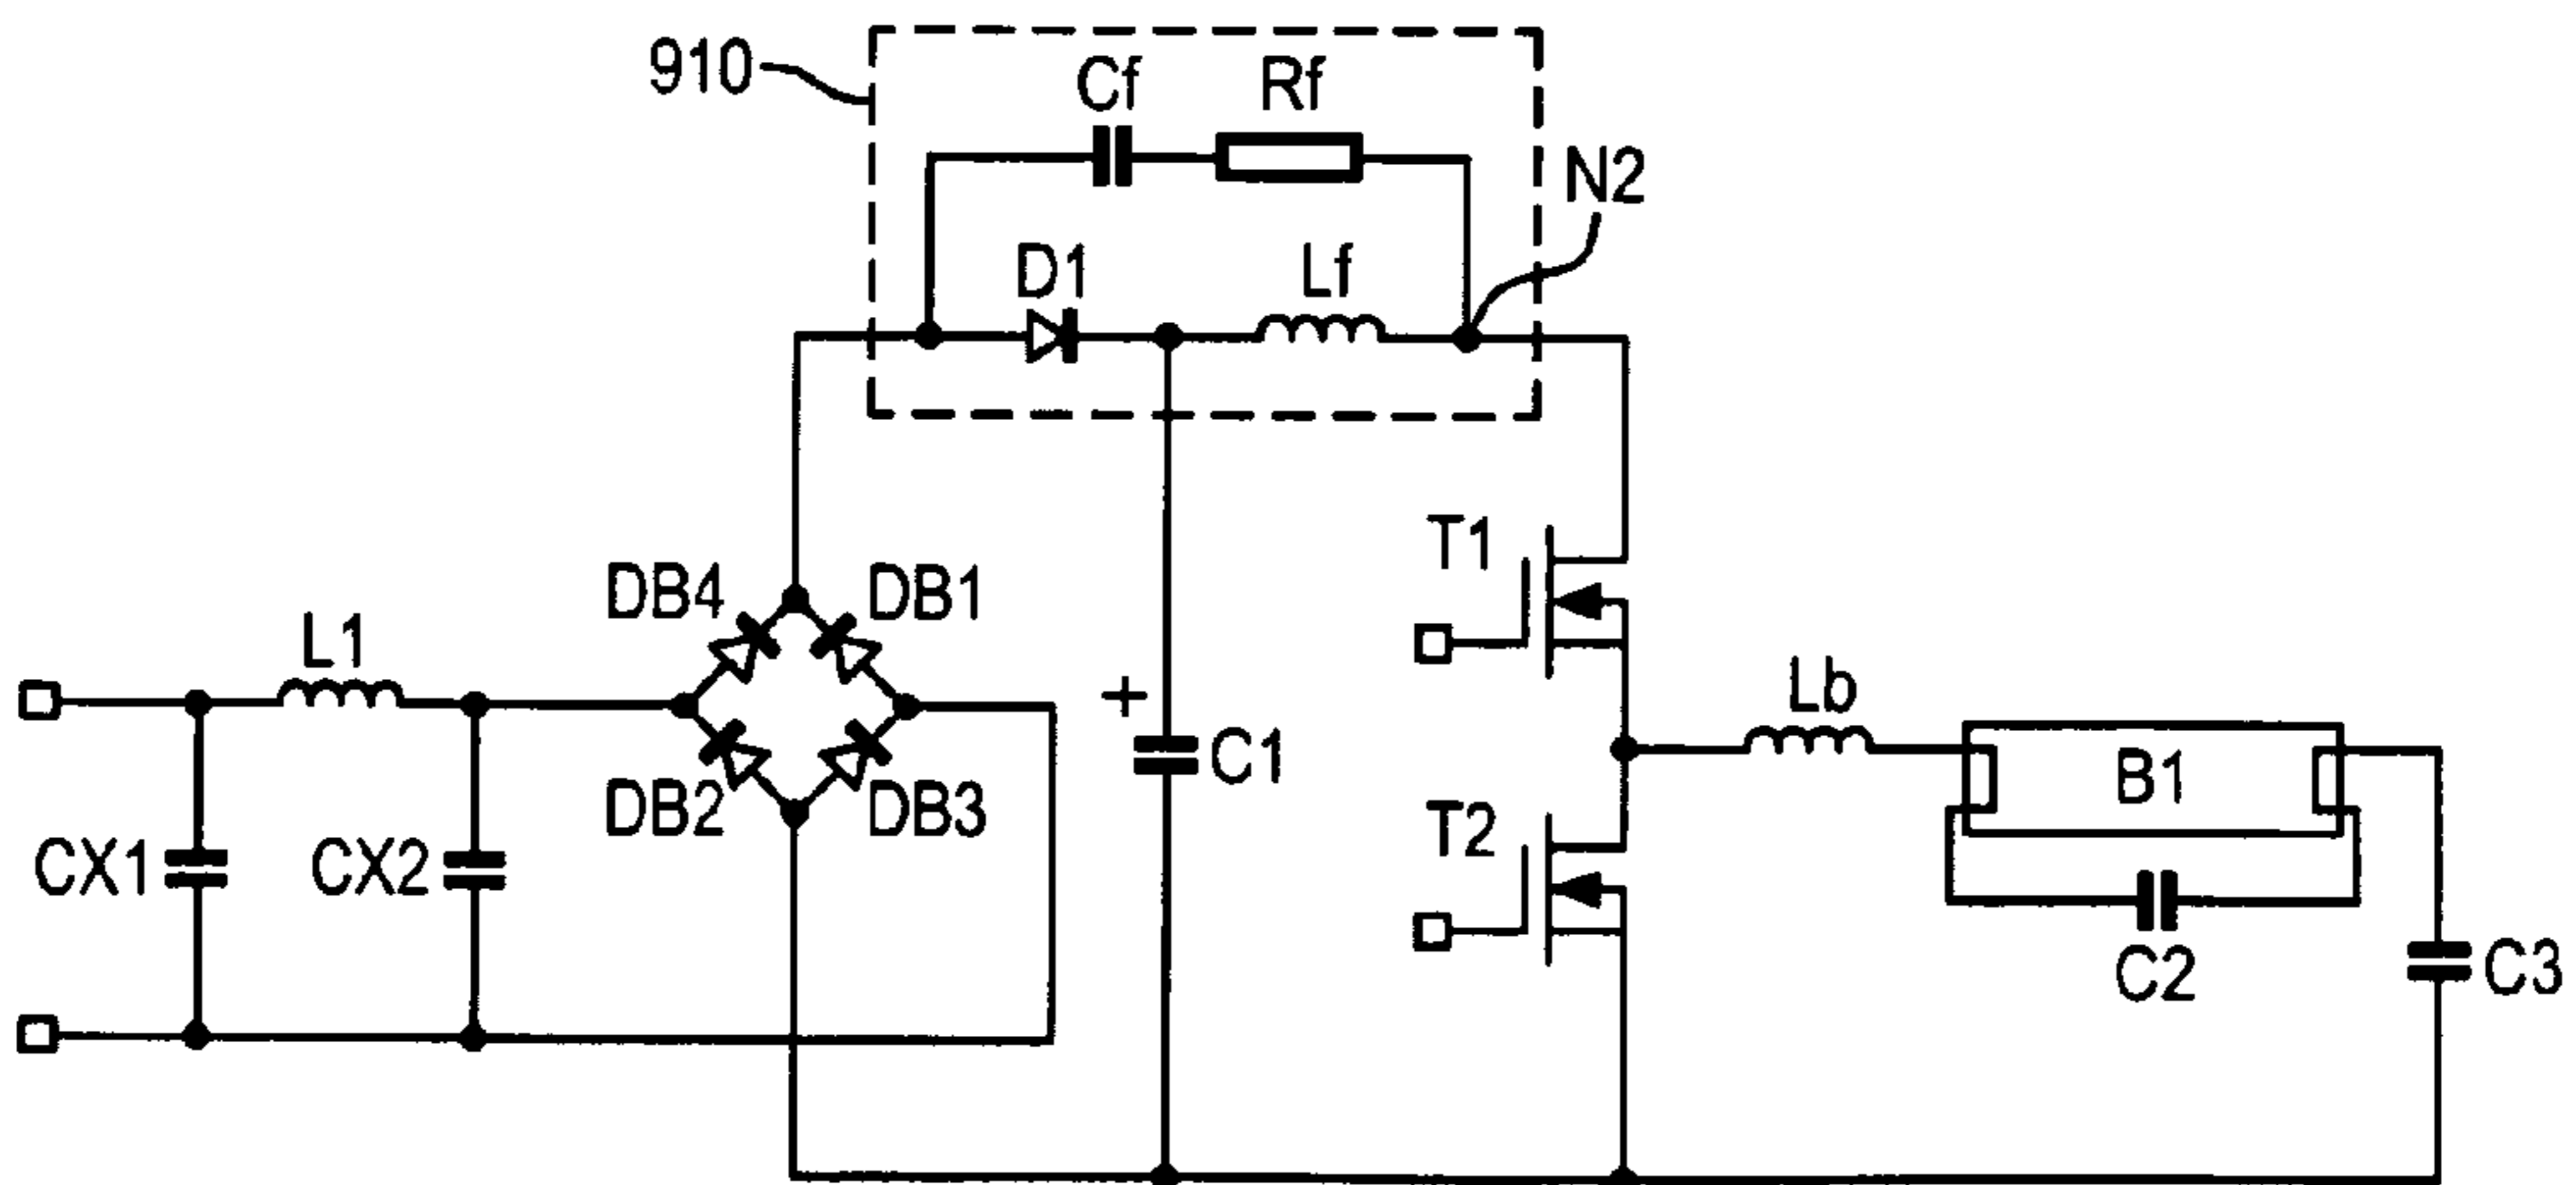 910
Cf
Rf
N2
D1
Lf
T1
DB4
DB1
L1
Lb
+
C1
B1
DB2
DB3
T2
CX1
CX2
C2
C3